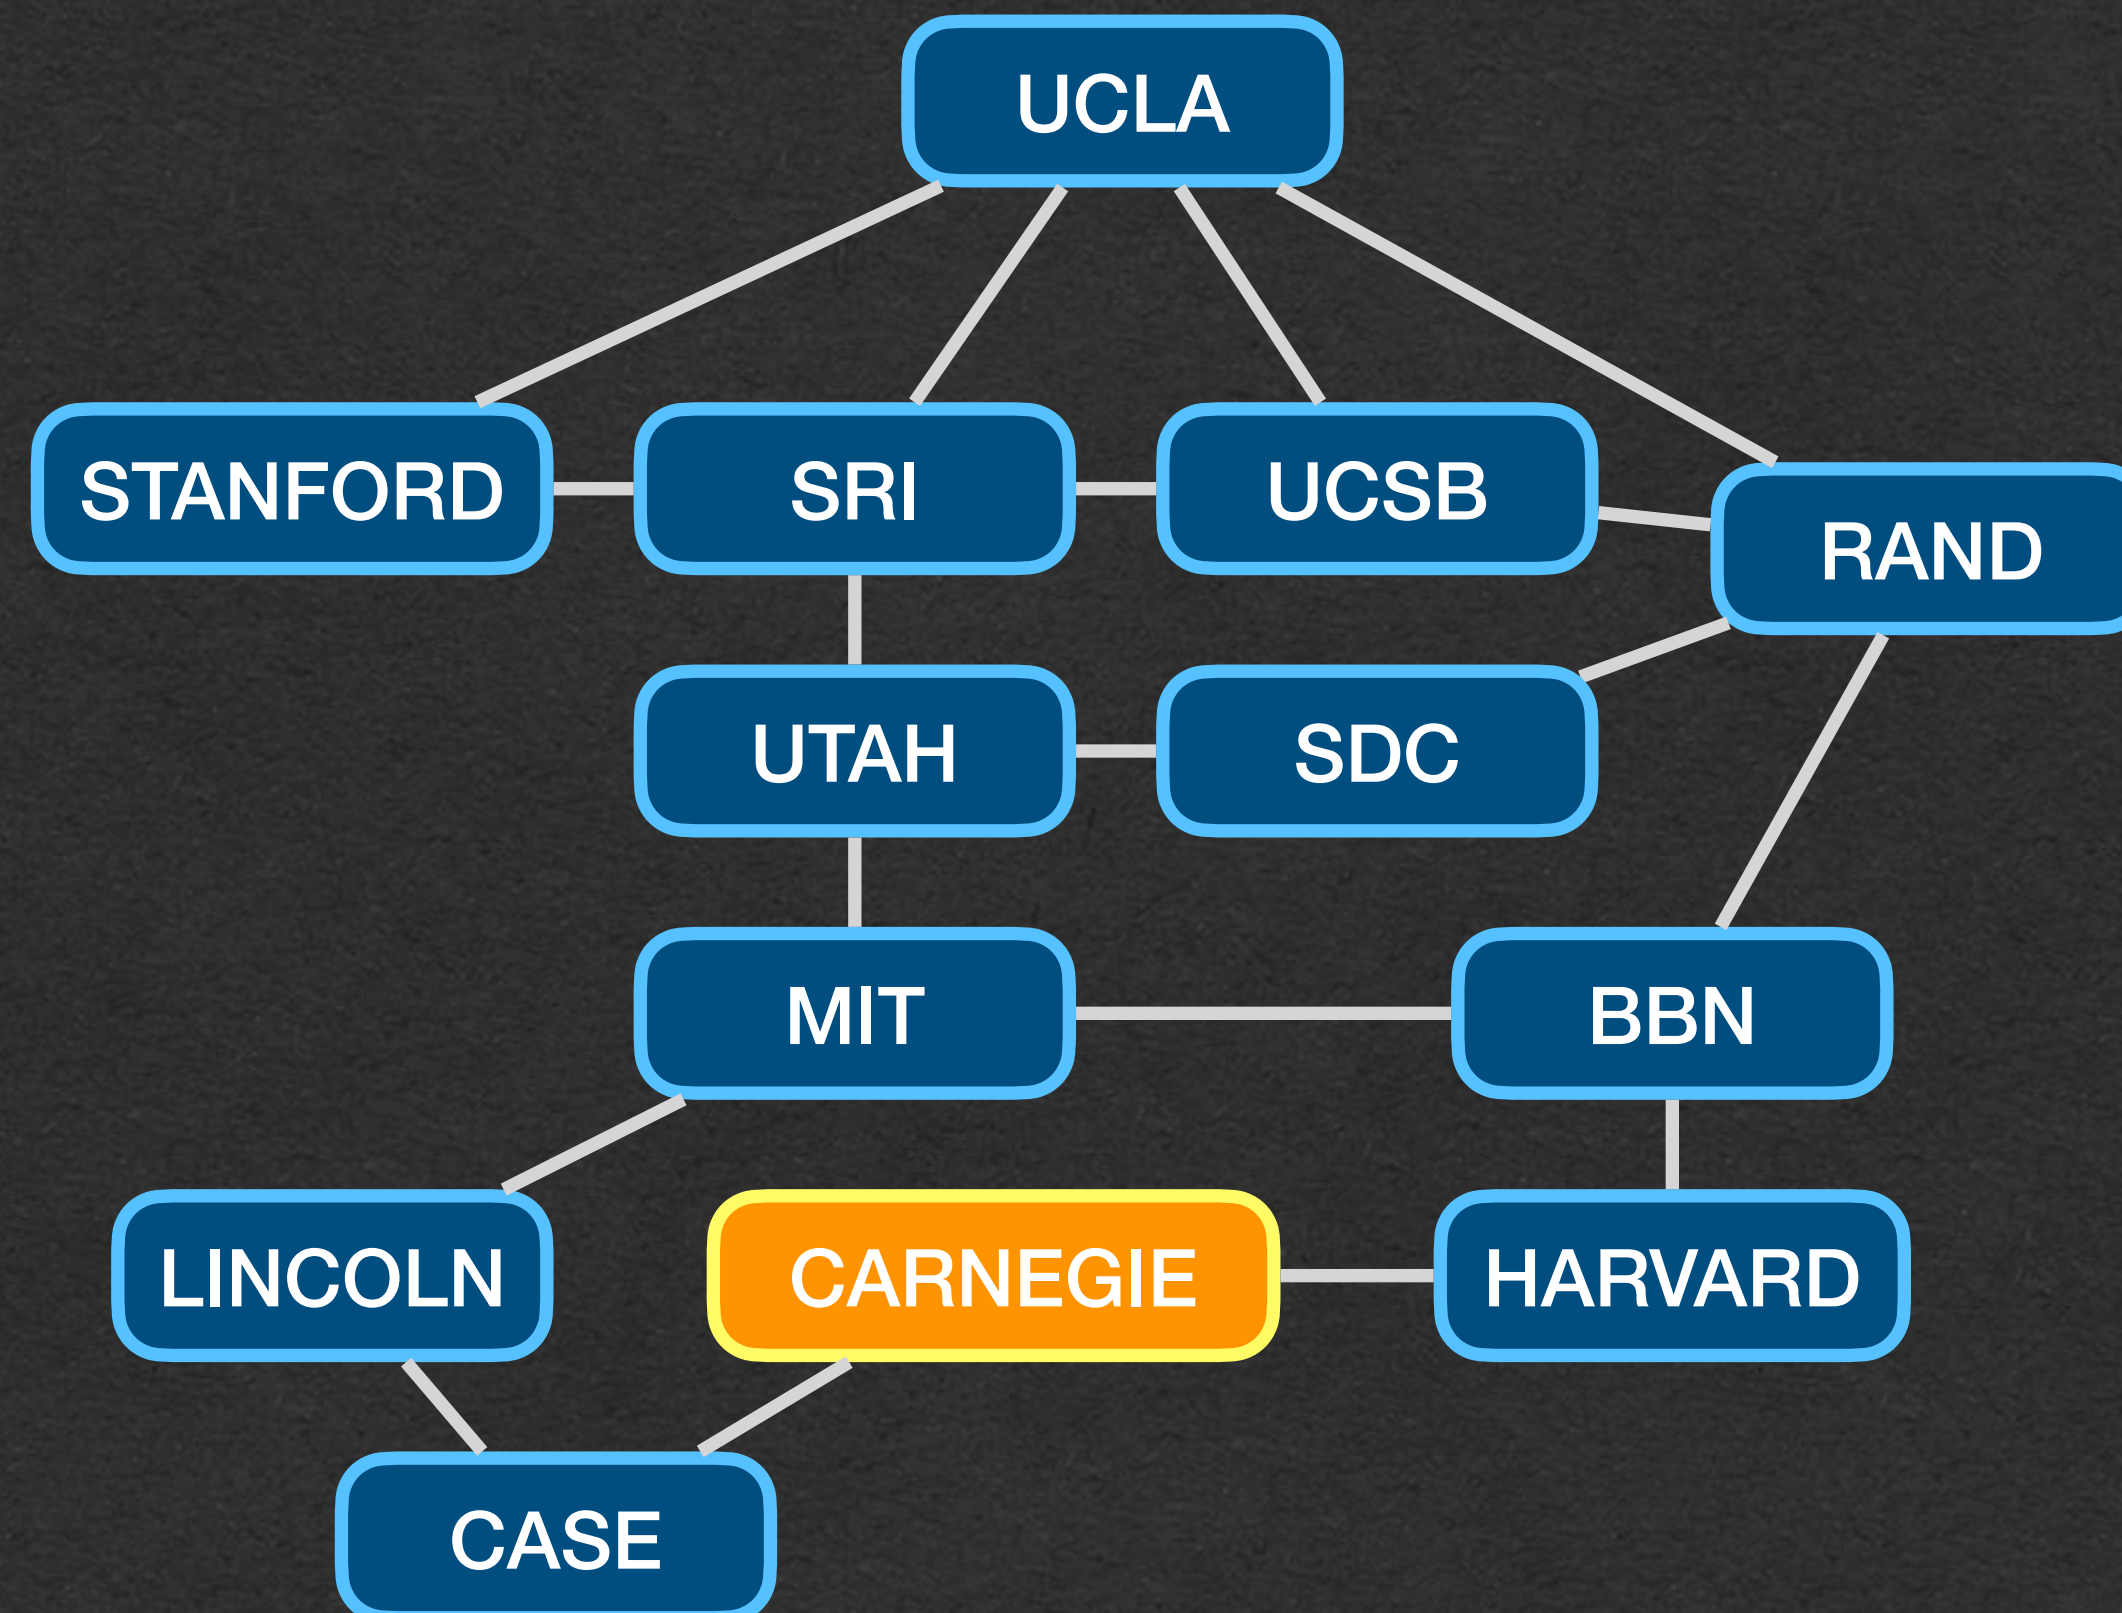 UCLA
STANFORD
SRI
UCSB
RAND
UTAH
SDC
MIT
BBN
LINCOLN
CARNEGIE
HARVARD
CASE